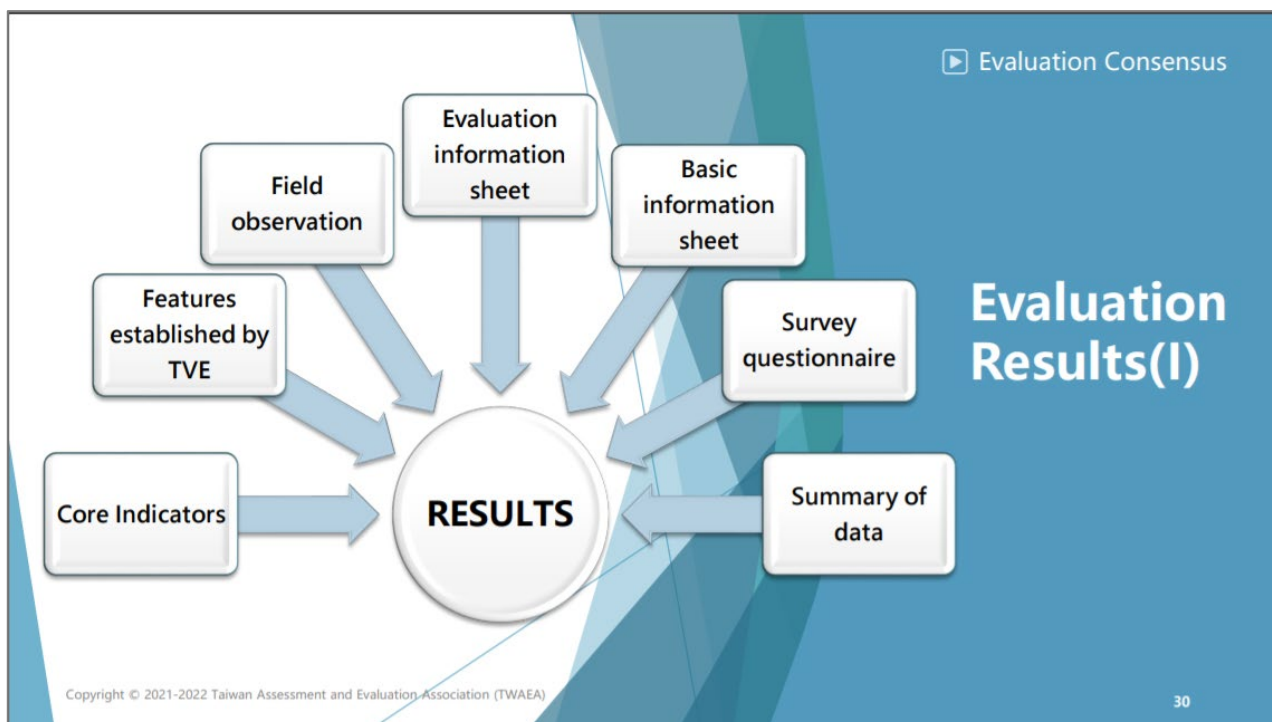 Evaluation Consensus
Evaluation
information
sheet
Field
observation
Basic
information
sheet
Features
established by
TVE
Survey
questionnaire
Evaluation
Results(I)
Core Indicators
RESULTS
Summary of
data
Copyright © 2021-2022 Taiwan Assessment and Evaluation Association (TWAEA)
30